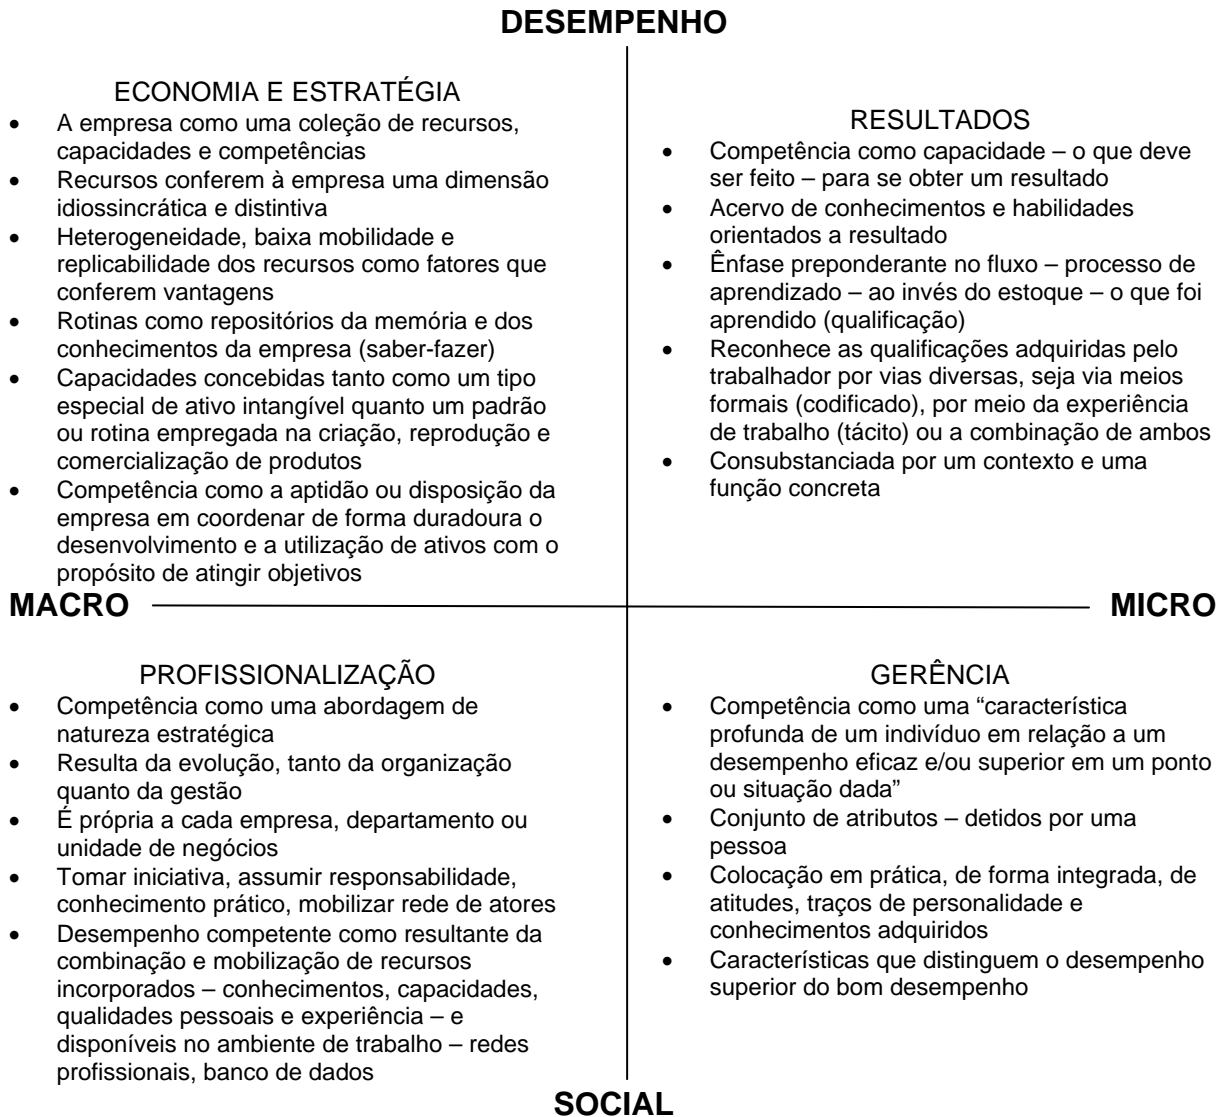 DESEMPENHO
ECONOMIA E ESTRATÉGIA
• A empresa como uma coleção de recursos,
capacidades e competências
• Recursos conferem à empresa uma dimensão
idiossincrática e distintiva
• Heterogeneidade, baixa mobilidade e
replicabilidade dos recursos como fatores que
conferem vantagens
• Rotinas como repositórios da memória e dos
conhecimentos da empresa (saber-fazer)
• Capacidades concebidas tanto como um tipo
especial de ativo intangível quanto um padrão
ou rotina empregada na criação, reprodução e
comercialização de produtos
• Competência como a aptidão ou disposição da
empresa em coordenar de forma duradoura o
desenvolvimento e a utilização de ativos com o
propósito de atingir objetivos
RESULTADOS
• Competência como capacidade – o que deve
ser feito – para se obter um resultado
• Acervo de conhecimentos e habilidades
orientados a resultado
• Ênfase preponderante no fluxo – processo de
aprendizado – ao invés do estoque – o que foi
aprendido (qualificação)
• Reconhece as qualificações adquiridas pelo
trabalhador por vias diversas, seja via meios
formais (codificado), por meio da experiência
de trabalho (tácito) ou a combinação de ambos
• Consubstanciada por um contexto e uma
função concreta
MACRO
MICRO
PROFISSIONALIZAÇÃO
• Competência como uma abordagem de
natureza estratégica
• Resulta da evolução, tanto da organização
quanto da gestão
• É própria a cada empresa, departamento ou
unidade de negócios
• Tomar iniciativa, assumir responsabilidade,
conhecimento prático, mobilizar rede de atores
• Desempenho competente como resultante da
combinação e mobilização de recursos
incorporados – conhecimentos, capacidades,
qualidades pessoais e experiência – e
disponíveis no ambiente de trabalho – redes
profissionais, banco de dados
GERÊNCIA
• Competência como uma “característica
profunda de um indivíduo em relação a um
desempenho eficaz e/ou superior em um ponto
ou situação dada”
• Conjunto de atributos – detidos por uma
pessoa
• Colocação em prática, de forma integrada, de
atitudes, traços de personalidade e
conhecimentos adquiridos
• Características que distinguem o desempenho
superior do bom desempenho
SOCIAL